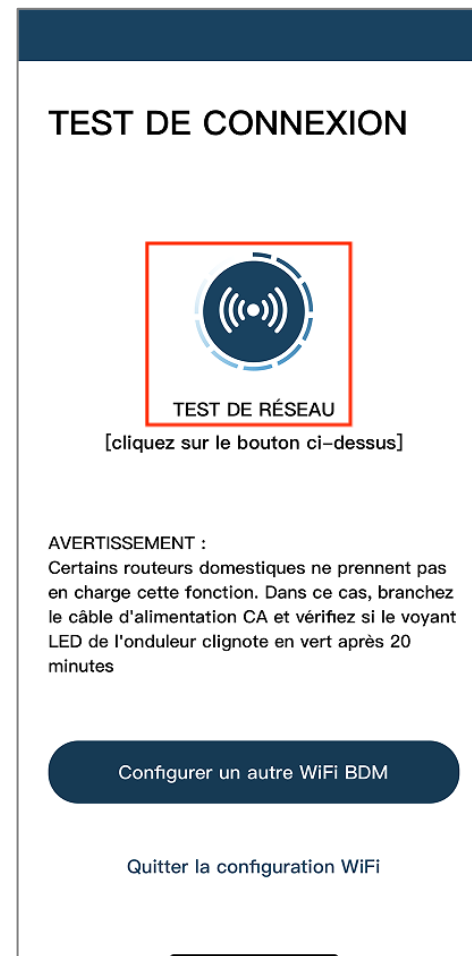 TEST DE CONNEXION
TEST DE RÉSEAU
[cliquez sur le bouton ci-dessus]
AVERTISSEMENT :
Certains routeurs domestiques ne prennent pas
en charge cette fonction. Dans ce cas, branchez
le câble d'alimentation CA et vérifiez si le voyant
LED de l'onduleur clignote en vert après 20
minutes
Configurer un autre WiFi BDM
Quitter la configuration WiFi